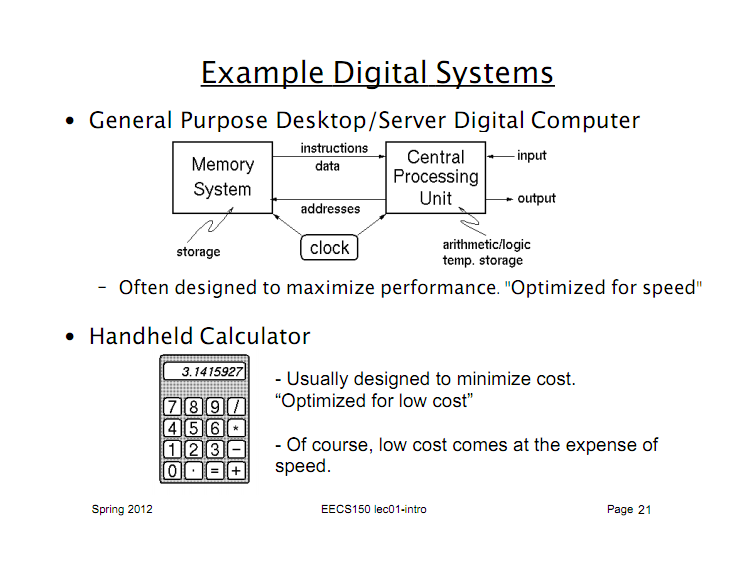 Example Digital Systems
• General Purpose Desktop/Server Digital Computer
instructions
data
addresses
Memory
System
Central
Processing
Unit
input
output
clock
storage
arithmetic/logic
temp. storage
– Often designed to maximize performance. "Optimized for speed"
• Handheld Calculator
3.1415927
7 8 9 /
4 5 6 *
1 2 3 −
0 · = +
- Usually designed to minimize cost.
“Optimized for low cost”
- Of course, low cost comes at the expense of
speed.
Spring 2012 EECS150 lec01-intro Page 21